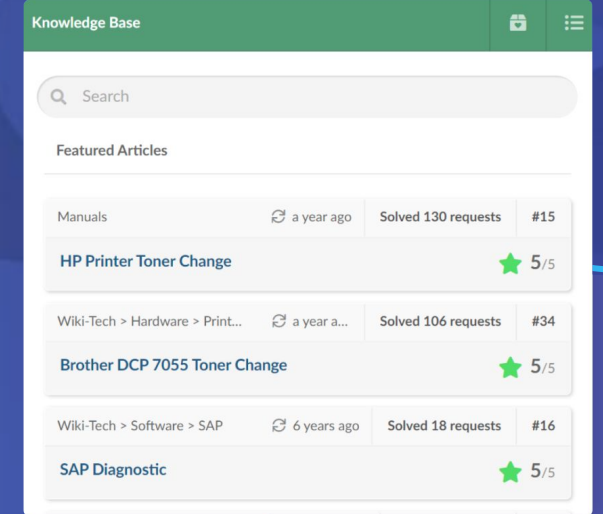 Knowledge Base
Search
Featured Articles
Manuals a year ago Solved 130 requests #15
HP Printer Toner Change 5/5
Wiki-Tech > Hardware > Print... a year a... Solved 106 requests #34
Brother DCP 7055 Toner Change 5/5
Wiki-Tech > Software > SAP 6 years ago Solved 18 requests #16
SAP Diagnostic 5/5